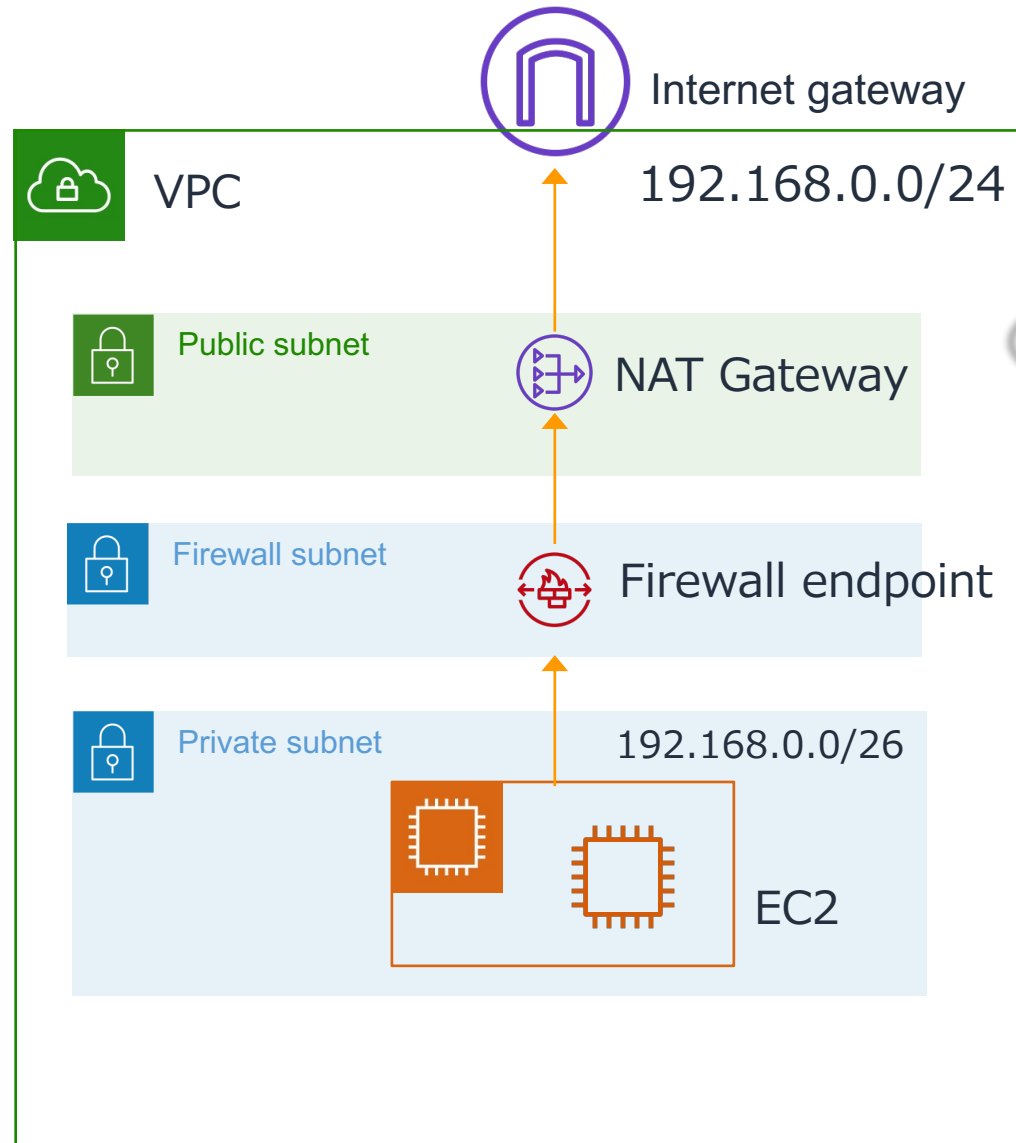 Internet gateway
VPC
192.168.0.0/24
Public subnet
NAT Gateway
Firewall subnet
Firewall endpoint
Private subnet
192.168.0.0/26
EC2